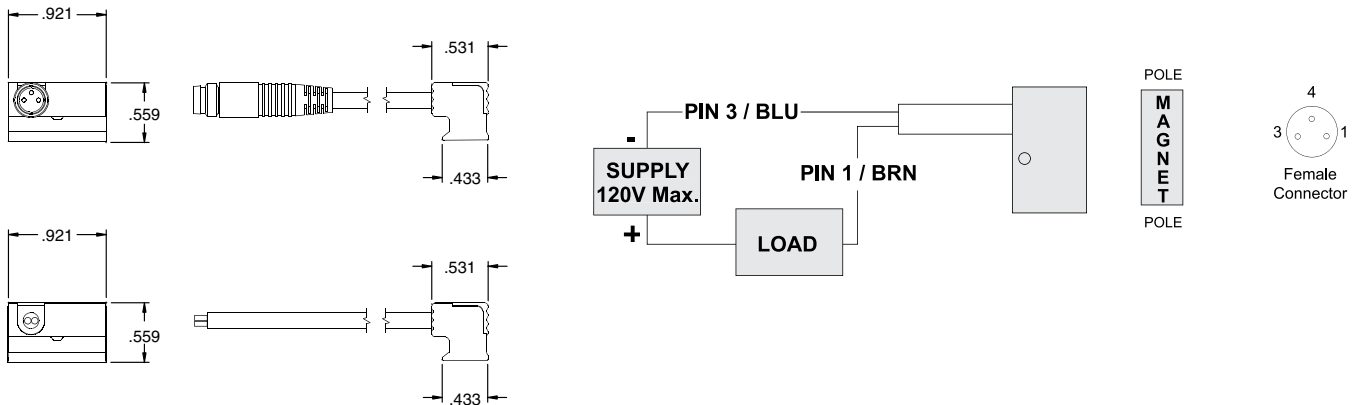 .921
.559
.531
.433
PIN 3 / BLU
-
SUPPLY
120V Max.
+
PIN 1 / BRN
LOAD
POLE
MAGNET
POLE
4
3
1
Female
Connector
.921
.559
.531
.433